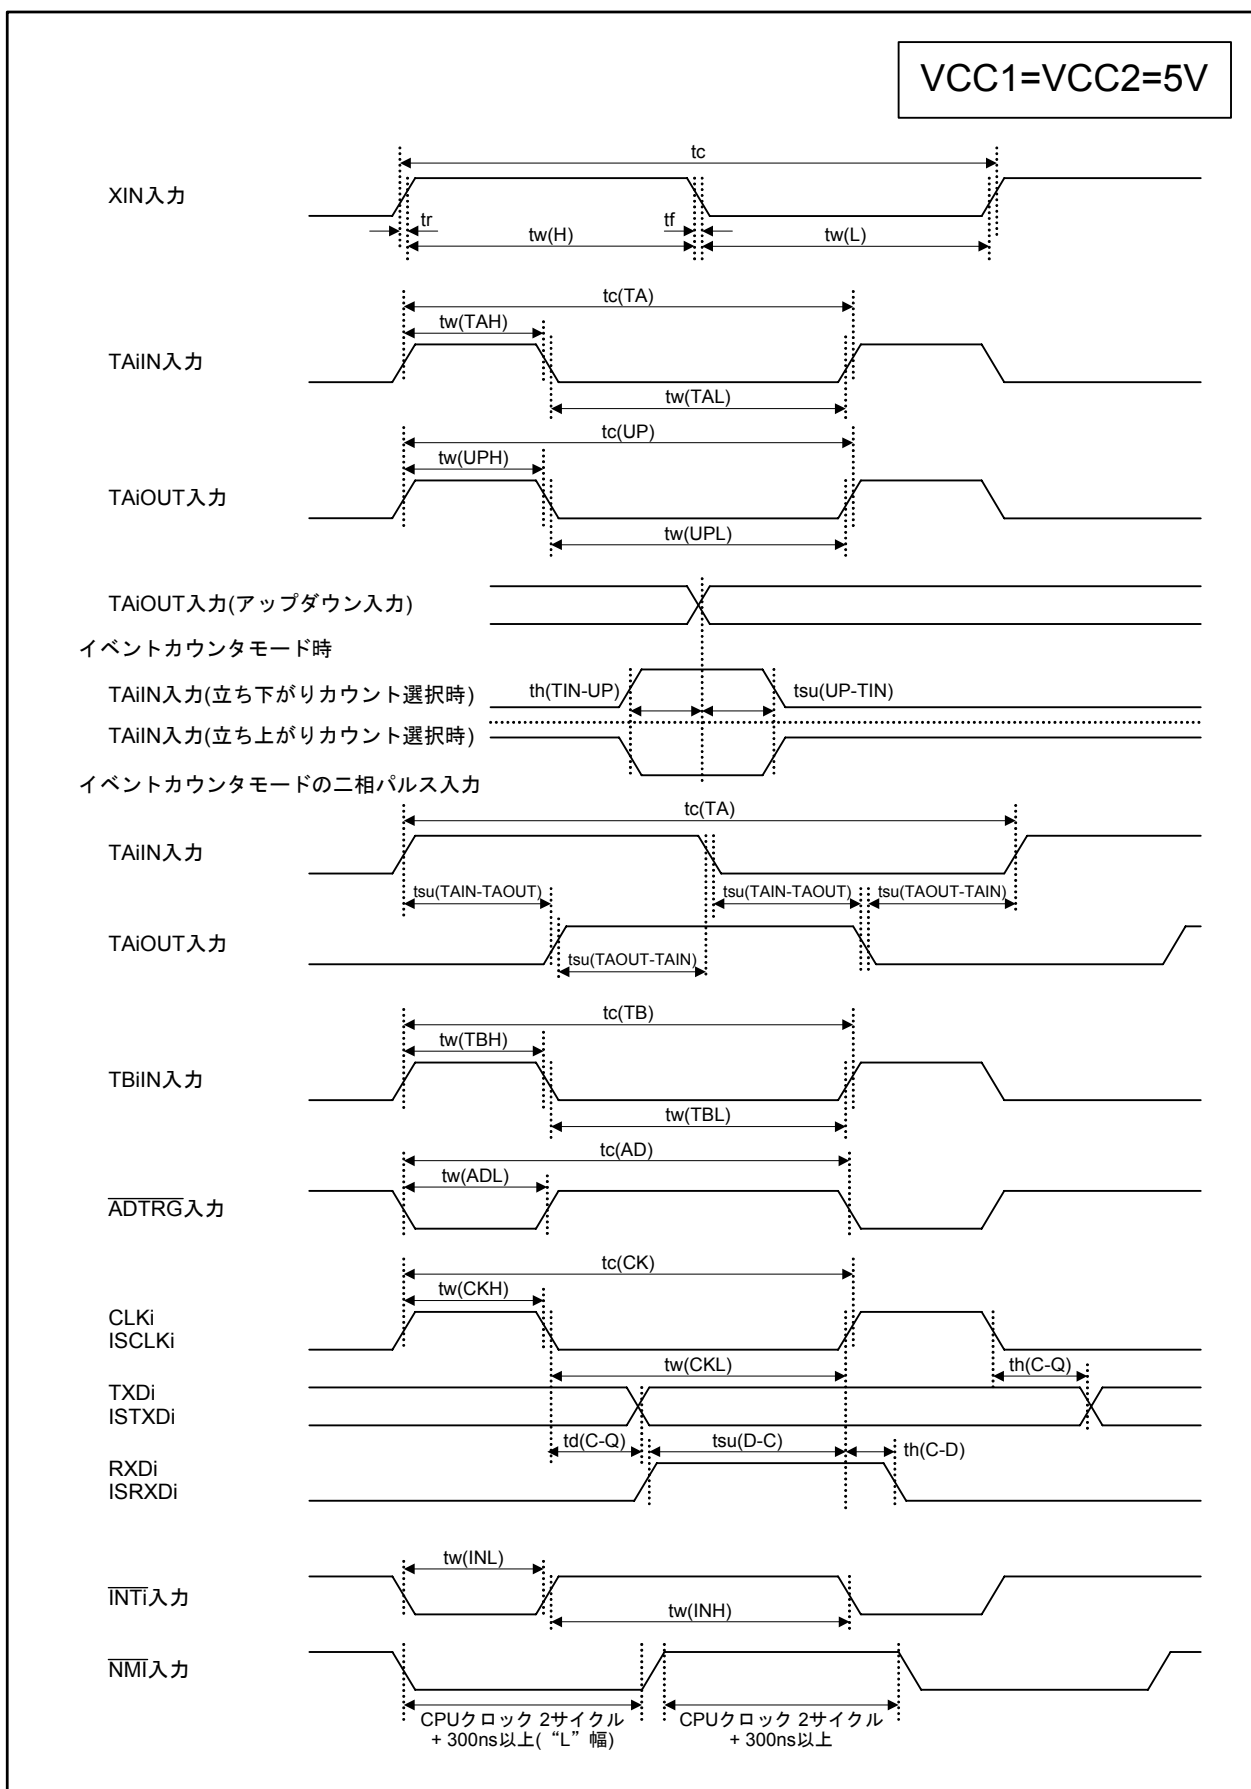 VCC1=VCC2=5V
tc
XIN入力
tr
tf
tw(H)
tw(L)
tc(TA)
tw(TAH)
TAiIN入力
tw(TAL)
tc(UP)
tw(UPH)
TAiOUT入力
tw(UPL)
TAiOUT入力(アップダウン入力)
イベントカウンタモード時
TAiIN入力(立ち下がりカウント選択時)
th(TIN-UP)
tsu(UP-TIN)
TAiIN入力(立ち上がりカウント選択時)
イベントカウンタモードの二相パルス入力
tc(TA)
TAiIN入力
tsu(TAIN-TAOUT)
tsu(TAIN-TAOUT)
tsu(TAOUT-TAIN)
TAiOUT入力
tsu(TAOUT-TAIN)
tc(TB)
tw(TBH)
TBiIN入力
tw(TBL)
tc(AD)
tw(ADL)
ADTRG入力
tc(CK)
tw(CKH)
CLKi
ISCLKi
tw(CKL)
th(C-Q)
TXDi
ISTXDi
td(C-Q)
tsu(D-C)
th(C-D)
RXDi
ISRXDi
tw(INL)
INTi入力
tw(INH)
NMI入力
CPUクロック 2サイクル
+ 300ns以上(“L”幅)
CPUクロック 2サイクル
+ 300ns以上